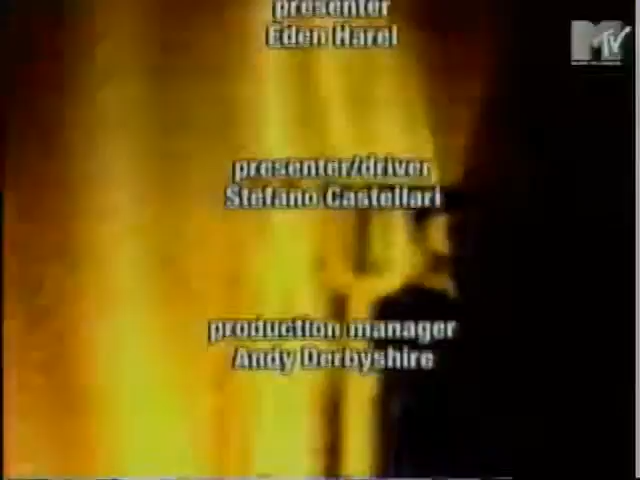 presenter
Eden Harel
MTV
presenter/driver
Stefano Castellari
production manager
Andy Derbyshire